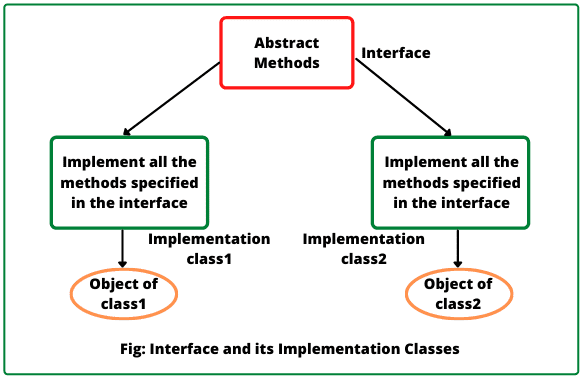 Abstract
Methods
Interface
Implement all the
methods specified
in the interface
Implement all the
methods specified
in the interface
Implementation
class1
Implementation
class2
Object of
class1
Object of
class2
Fig: Interface and its Implementation Classes